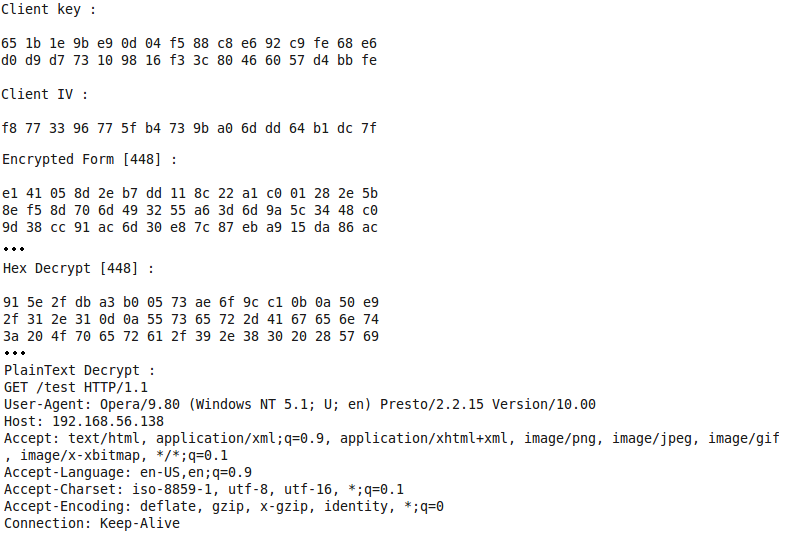 Client key :
65 1b 1e 9b e9 0d 04 f5 88 c8 e6 92 c9 fe 68 e6
d0 d9 d7 73 10 98 16 f3 3c 80 46 60 57 d4 bb fe
Client IV :
f8 77 33 96 77 5f b4 73 9b a0 6d dd 64 b1 dc 7f
Encrypted Form [448] :
e1 41 05 8d 2e b7 dd 11 8c 22 a1 c0 01 28 2e 5b
8e f5 8d 70 6d 49 32 55 a6 3d 6d 9a 5c 34 48 c0
9d 38 cc 91 ac 6d 30 e8 7c 87 eb a9 15 da 86 ac
•••
Hex Decrypt [448] :
91 5e 2f db a3 b0 05 73 ae 6f 9c c1 0b 0a 50 e9
2f 31 2e 31 0d 0a 55 73 65 72 2d 41 67 65 6e 74
3a 20 4f 70 65 72 61 2f 39 2e 38 30 20 28 57 69
•••
PlainText Decrypt :
GET /test HTTP/1.1
User-Agent: Opera/9.80 (Windows NT 5.1; U; en) Presto/2.2.15 Version/10.00
Host: 192.168.56.138
Accept: text/html, application/xml;q=0.9, application/xhtml+xml, image/png, image/jpeg, image/gif
, image/x-xbitmap, */*;q=0.1
Accept-Language: en-US,en;q=0.9
Accept-Charset: iso-8859-1, utf-8, utf-16, *;q=0.1
Accept-Encoding: deflate, gzip, x-gzip, identity, *;q=0
Connection: Keep-Alive